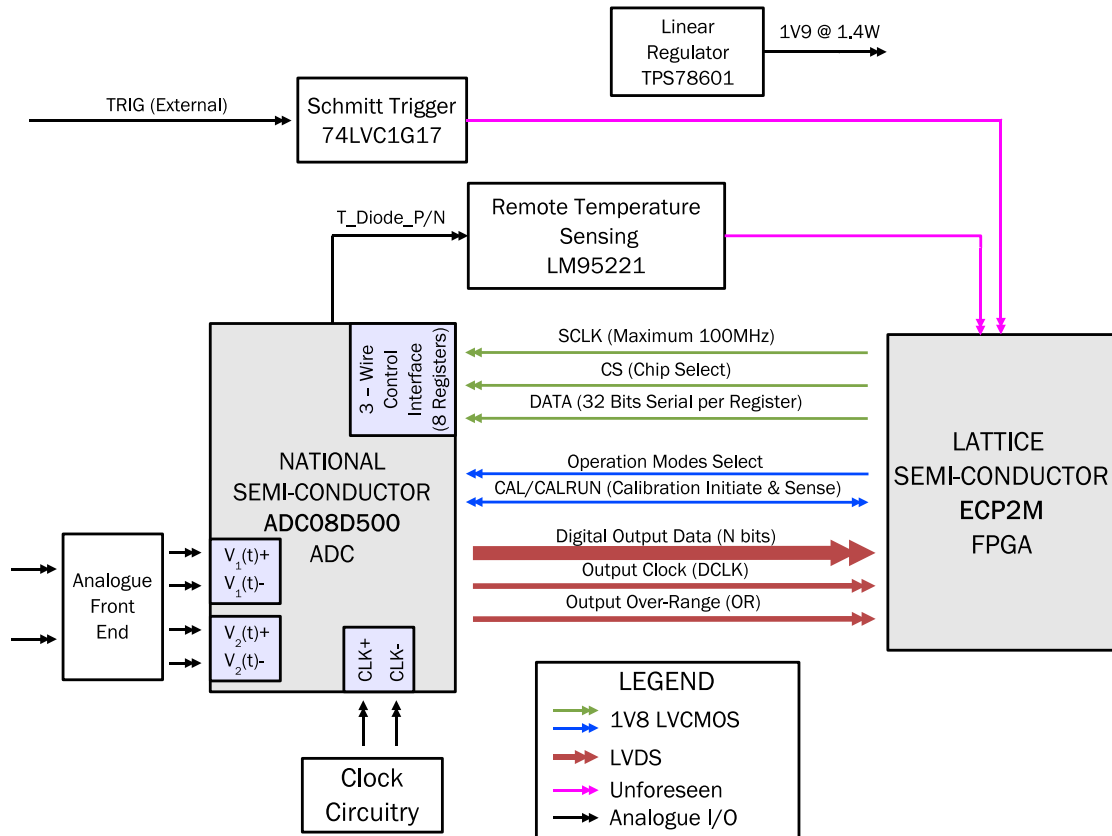 Linear
Regulator
TPS78601
1V9 @ 1.4W
TRIG (External)
Schmitt Trigger
74LVC1G17
T_Diode_P/N
Remote Temperature
Sensing
LM95221
3 – Wire
Control
Interface
(8 Registers)
SCLK (Maximum 100MHz)
CS (Chip Select)
DATA (32 Bits Serial per Register)
NATIONAL
SEMI-CONDUCTOR
ADC08D500
ADC
Operation Modes Select
CAL/CALRUN (Calibration Initiate & Sense)
Digital Output Data (N bits)
Output Clock (DCLK)
Output Over-Range (OR)
LATTICE
SEMI-CONDUCTOR
ECP2M
FPGA
Analogue
Front
End
V1(t)+
V1(t)-
V2(t)+
V2(t)-
CLK+
CLK-
Clock
Circuitry
LEGEND
1V8 LVCMOS
LVDS
Unforeseen
Analogue I/O